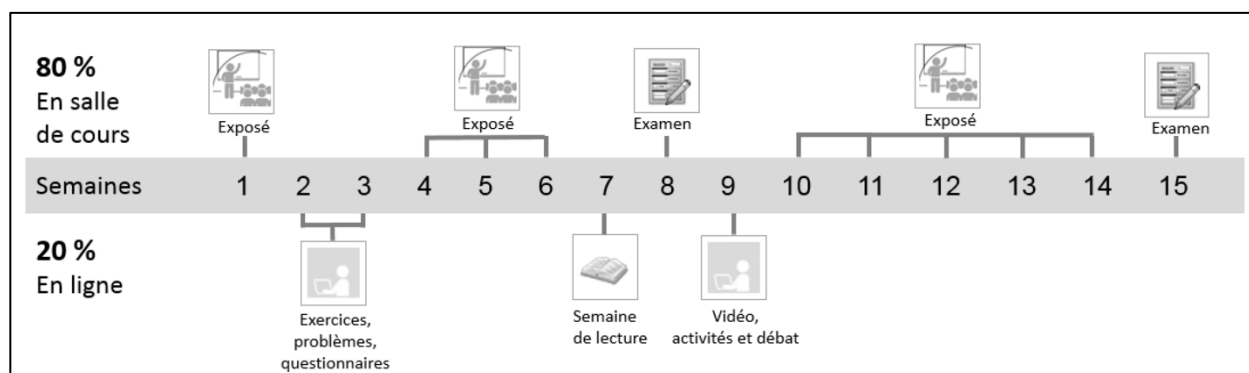 80 %
En salle
de cours
Exposé
Exposé
Examen
Exposé
Examen
Semaines 1 2 3 4 5 6 7 8 9 10 11 12 13 14 15
20 %
En ligne
Exercices,
problèmes,
questionnaires
Semaine
de lecture
Vidéo,
activités et débat